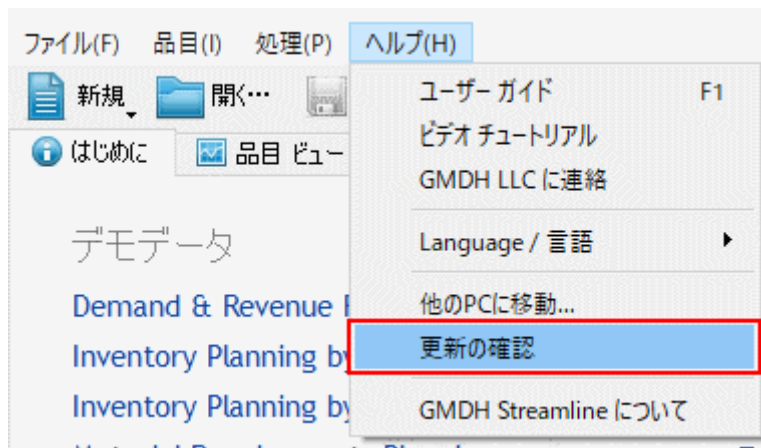 ファイル(F) 品目(I) 処理(P) ヘルプ(H)
新規 開く…
はじめに 品目 ビュー
ユーザー ガイド F1
ビデオ チュートリアル
GMDH LLC に連絡
Language / 言語
他のPCに移動...
更新の確認
GMDH Streamline について
デモデータ
Demand & Revenue
Inventory Planning by
Inventory Planning by